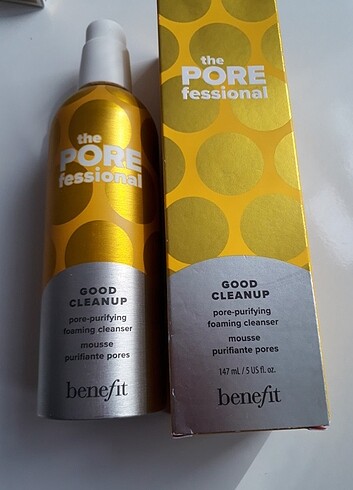 the
PORE
fessional
GOOD
CLEANUP
pore-purifying
foaming cleanser
mousse
purifiante pores
benefit
the
PORE
fessional
GOOD
CLEANUP
pore-purifying
foaming cleanser
mousse
purifiante pores
147 mL / 5 US fl. oz.
benefit